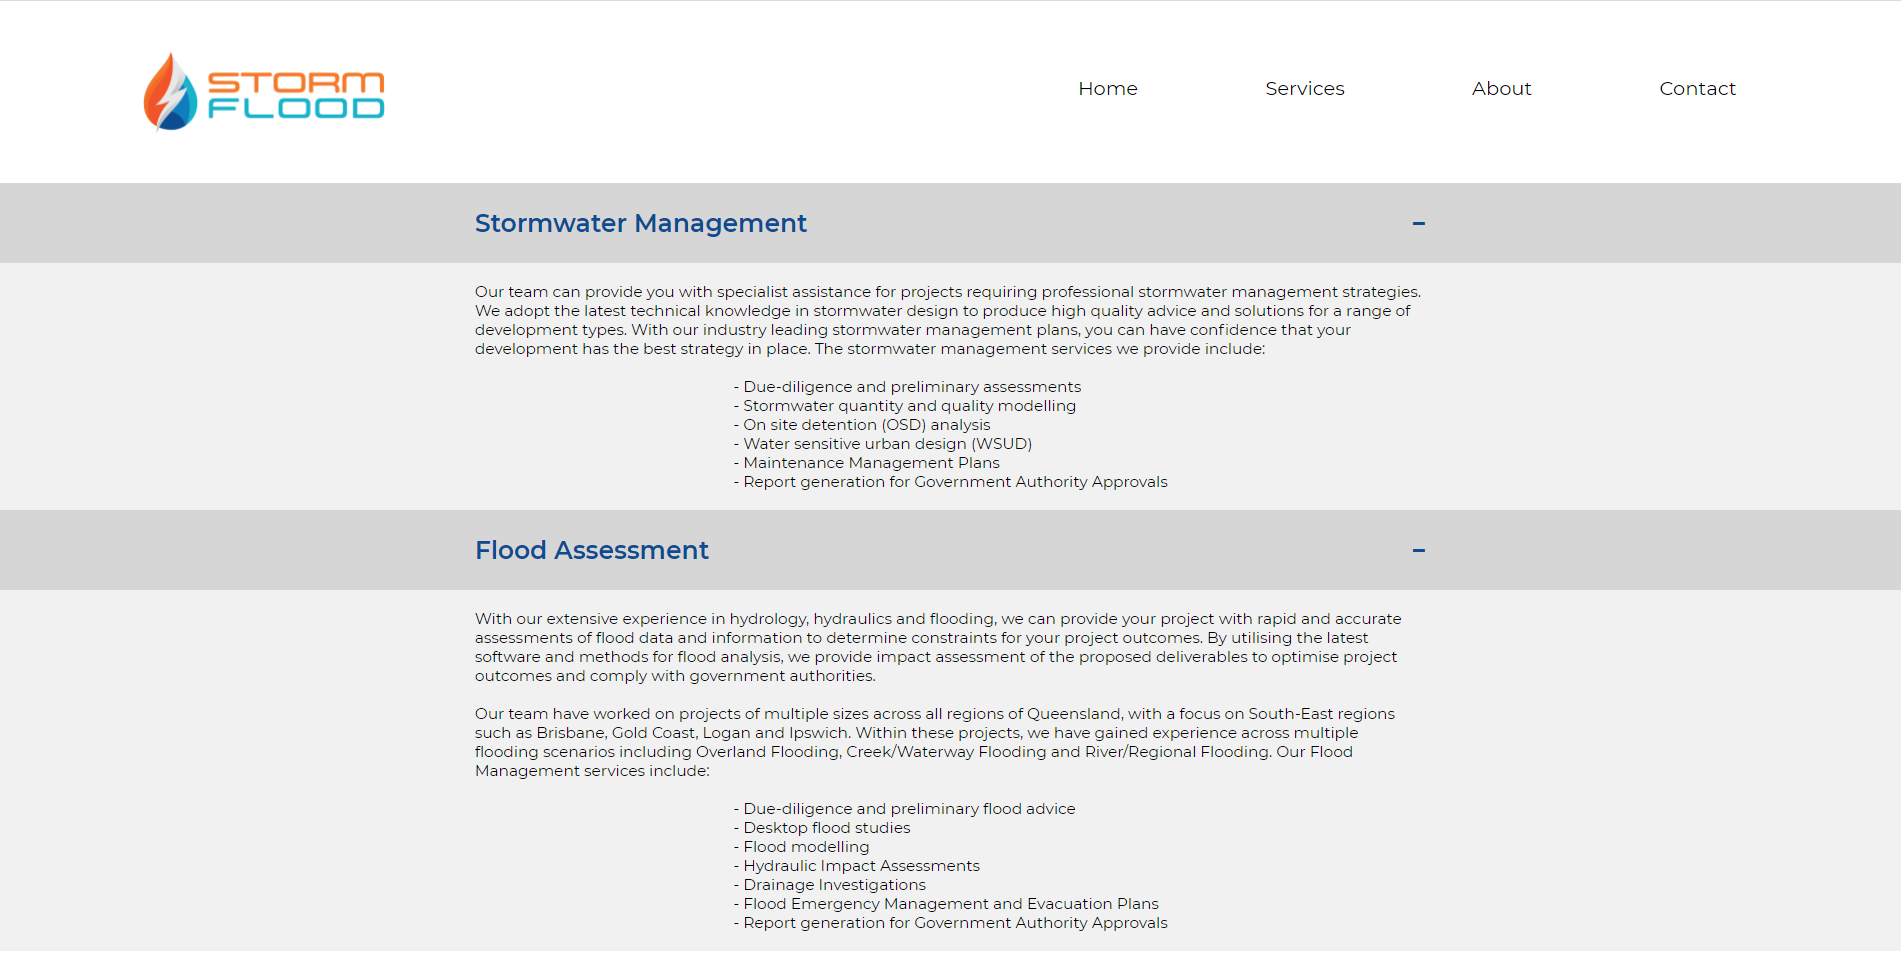 STORM
FLOOD
Home
Services
About
Contact
Stormwater Management
Our team can provide you with specialist assistance for projects requiring professional stormwater management strategies.
We adopt the latest technical knowledge in stormwater design to produce high quality advice and solutions for a range of
development types. With our industry leading stormwater management plans, you can have confidence that your
development has the best strategy in place. The stormwater management services we provide include:
- Due-diligence and preliminary assessments
- Stormwater quantity and quality modelling
- On site detention (OSD) analysis
- Water sensitive urban design (WSUD)
- Maintenance Management Plans
- Report generation for Government Authority Approvals
Flood Assessment
With our extensive experience in hydrology, hydraulics and flooding, we can provide your project with rapid and accurate
assessments of flood data and information to determine constraints for your project outcomes. By utilising the latest
software and methods for flood analysis, we provide impact assessment of the proposed deliverables to optimise project
outcomes and comply with government authorities.
Our team have worked on projects of multiple sizes across all regions of Queensland, with a focus on South-East regions
such as Brisbane, Gold Coast, Logan and Ipswich. Within these projects, we have gained experience across multiple
flooding scenarios including Overland Flooding, Creek/Waterway Flooding and River/Regional Flooding. Our Flood
Management services include:
- Due-diligence and preliminary flood advice
- Desktop flood studies
- Flood modelling
- Hydraulic Impact Assessments
- Drainage Investigations
- Flood Emergency Management and Evacuation Plans
- Report generation for Government Authority Approvals